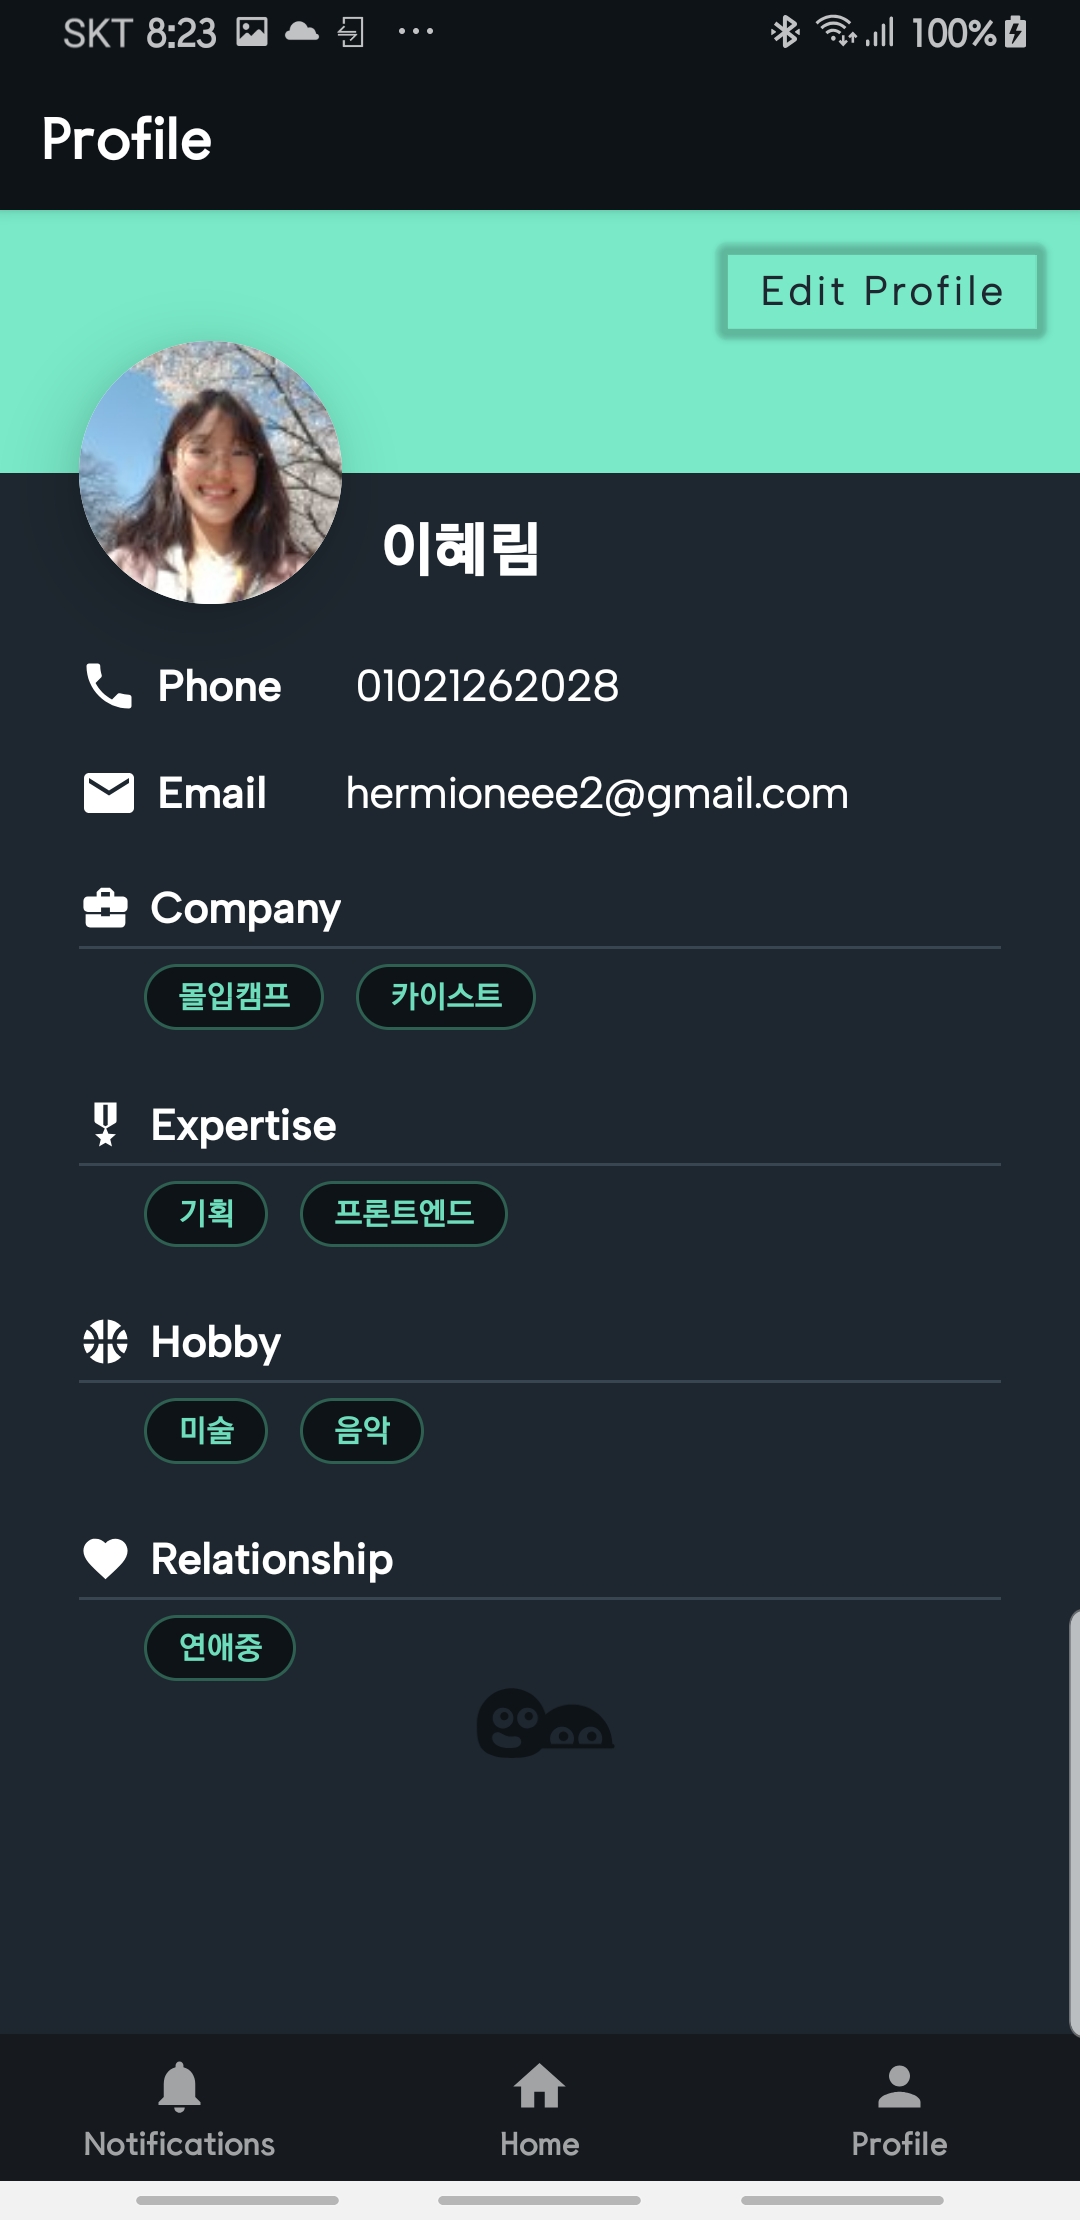 SKT 8:23 100%
Profile
Edit Profile
이혜림
Phone 01021262028
Email hermioneee2@gmail.com
Company
몰입캠프 카이스트
Expertise
기획 프론트엔드
Hobby
미술 음악
Relationship
연애중
Notifications Home Profile